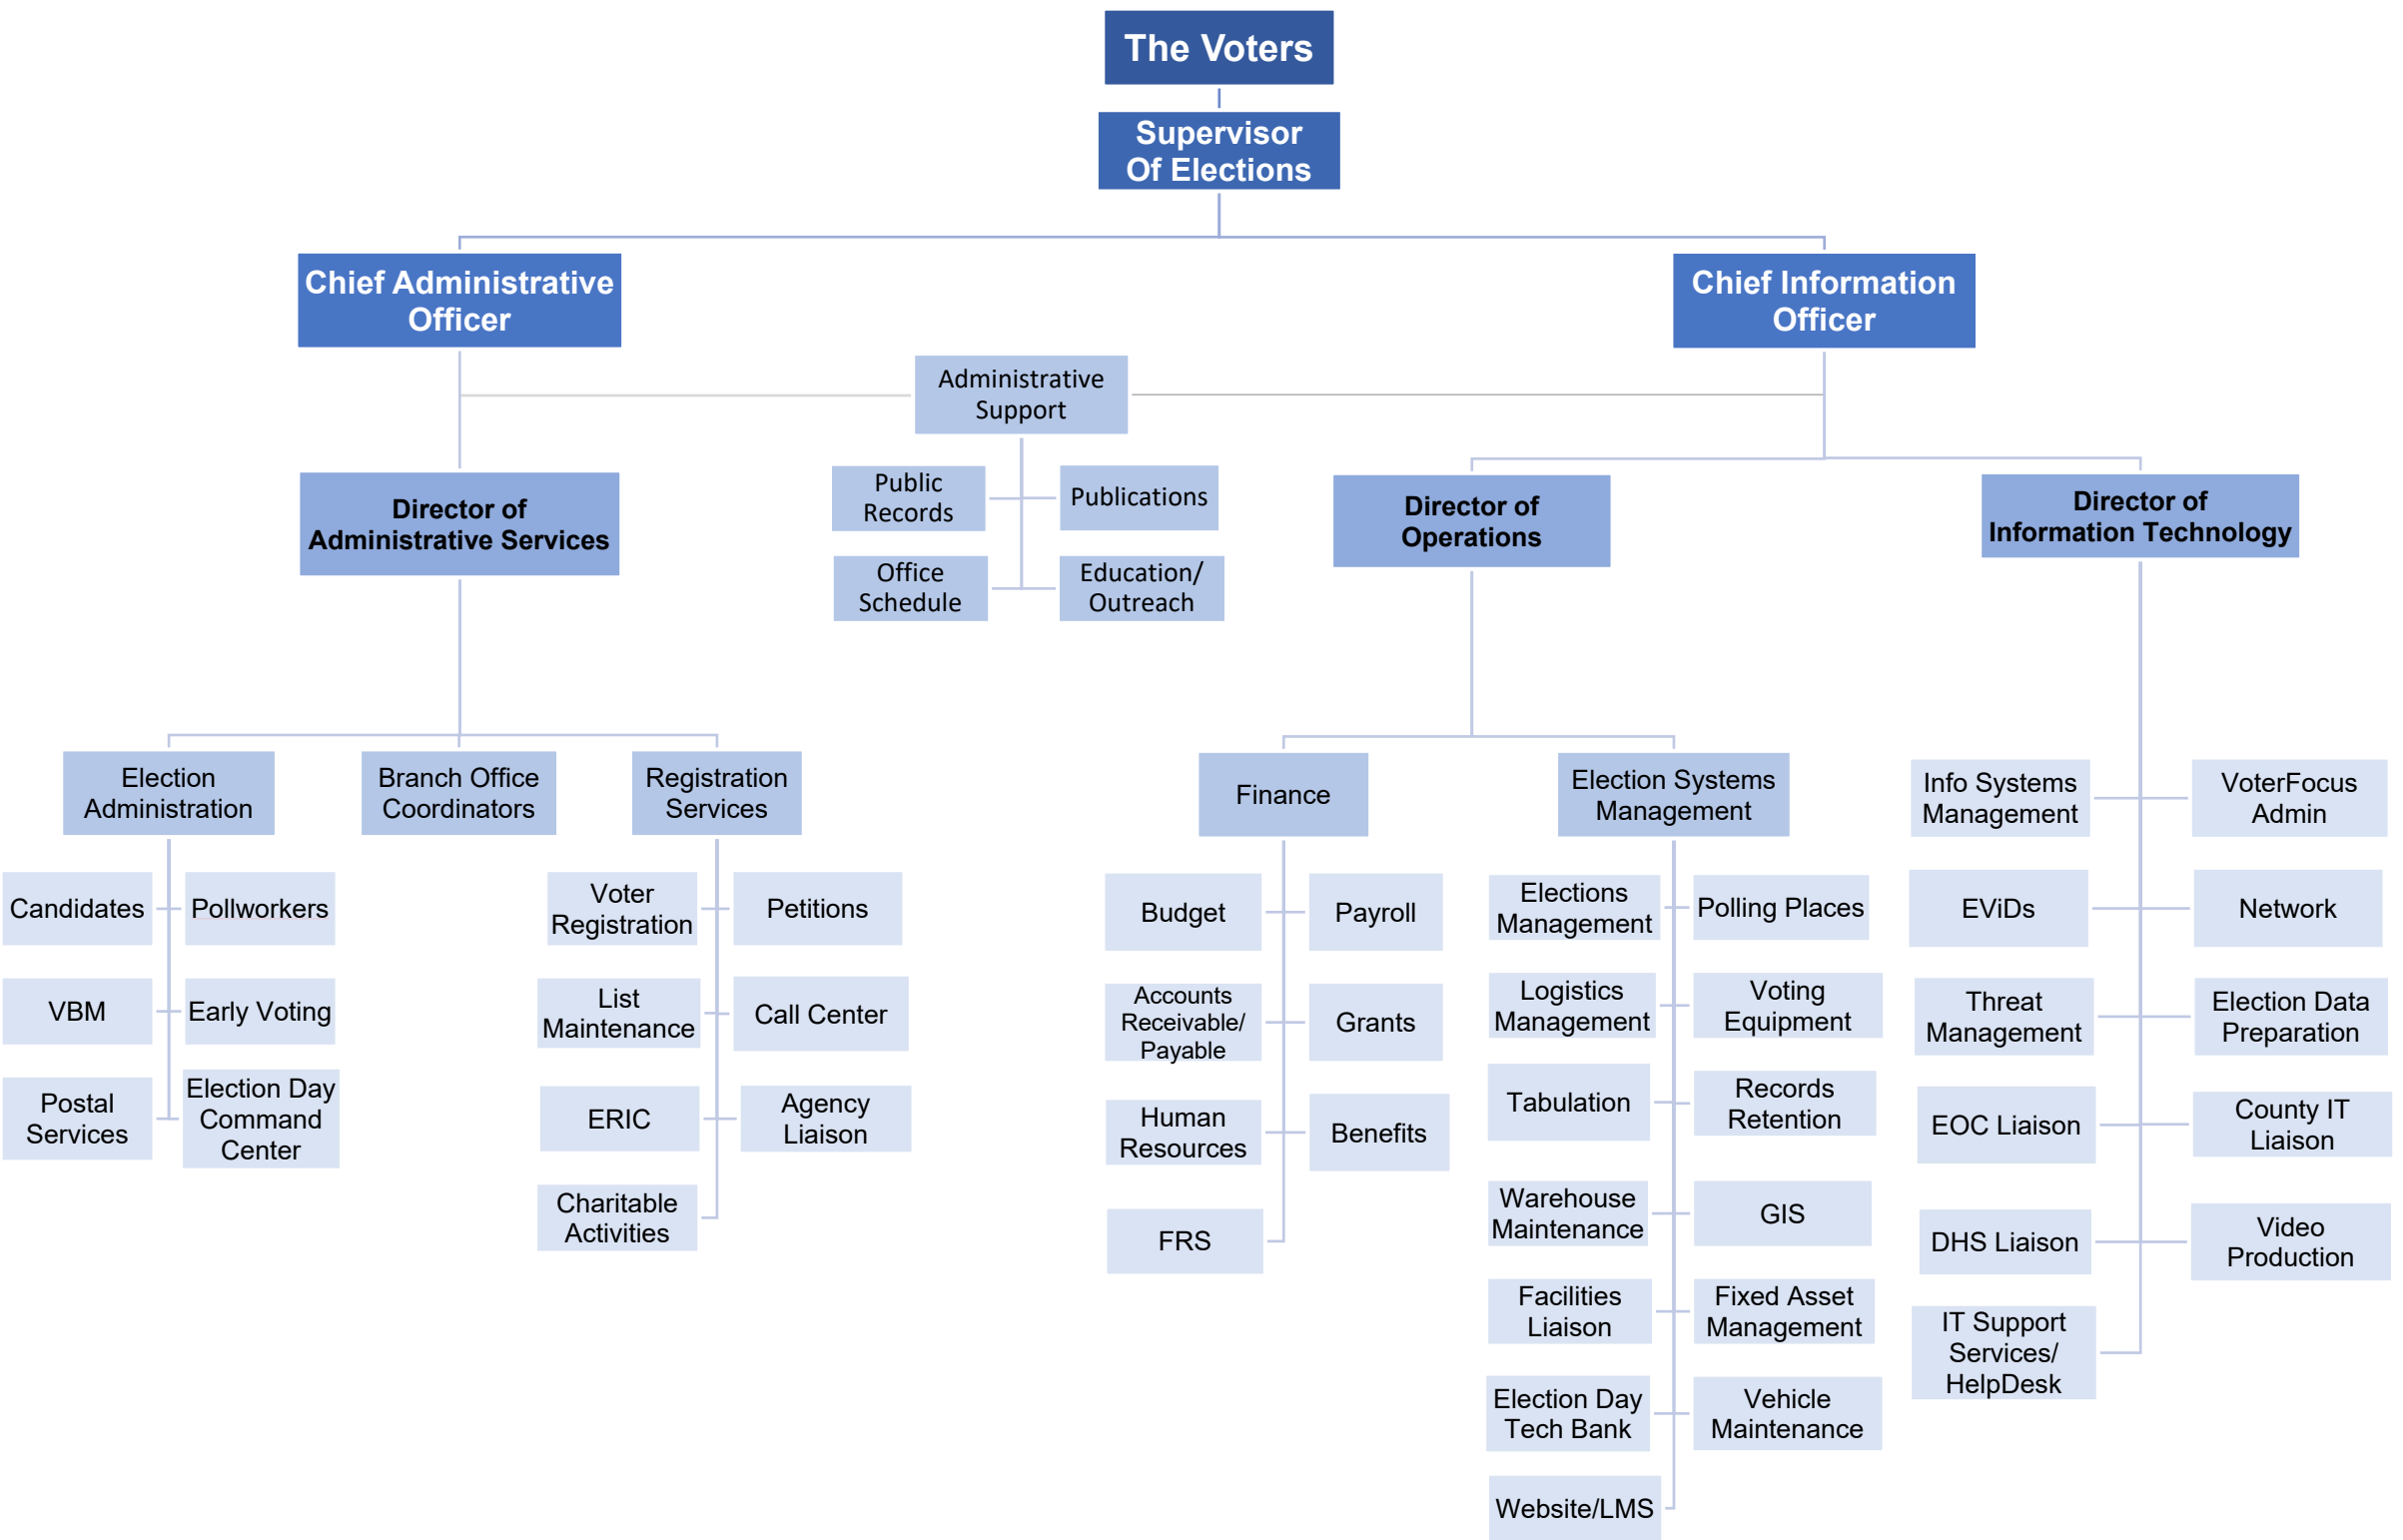 The Voters
Supervisor
Of Elections
Chief Administrative
Officer
Chief Information
Officer
Administrative
Support
Public
Records
Publications
Office
Schedule
Education/
Outreach
Director of
Administrative Services
Director of
Operations
Director of
Information Technology
Election
Administration
Branch Office
Coordinators
Registration
Services
Finance
Election Systems
Management
Candidates
Pollworkers
VBM
Early Voting
Postal
Services
Election Day
Command
Center
Voter
Registration
Petitions
List
Maintenance
Call Center
ERIC
Agency
Liaison
Charitable
Activities
Budget
Payroll
Accounts
Receivable/
Payable
Grants
Human
Resources
Benefits
FRS
Elections
Management
Polling Places
Logistics
Management
Voting
Equipment
Tabulation
Records
Retention
Warehouse
Maintenance
GIS
Facilities
Liaison
Fixed Asset
Management
Election Day
Tech Bank
Vehicle
Maintenance
Website/LMS
Info Systems
Management
VoterFocus
Admin
EViDs
Network
Threat
Management
Election Data
Preparation
EOC Liaison
County IT
Liaison
DHS Liaison
Video
Production
IT Support
Services/
HelpDesk